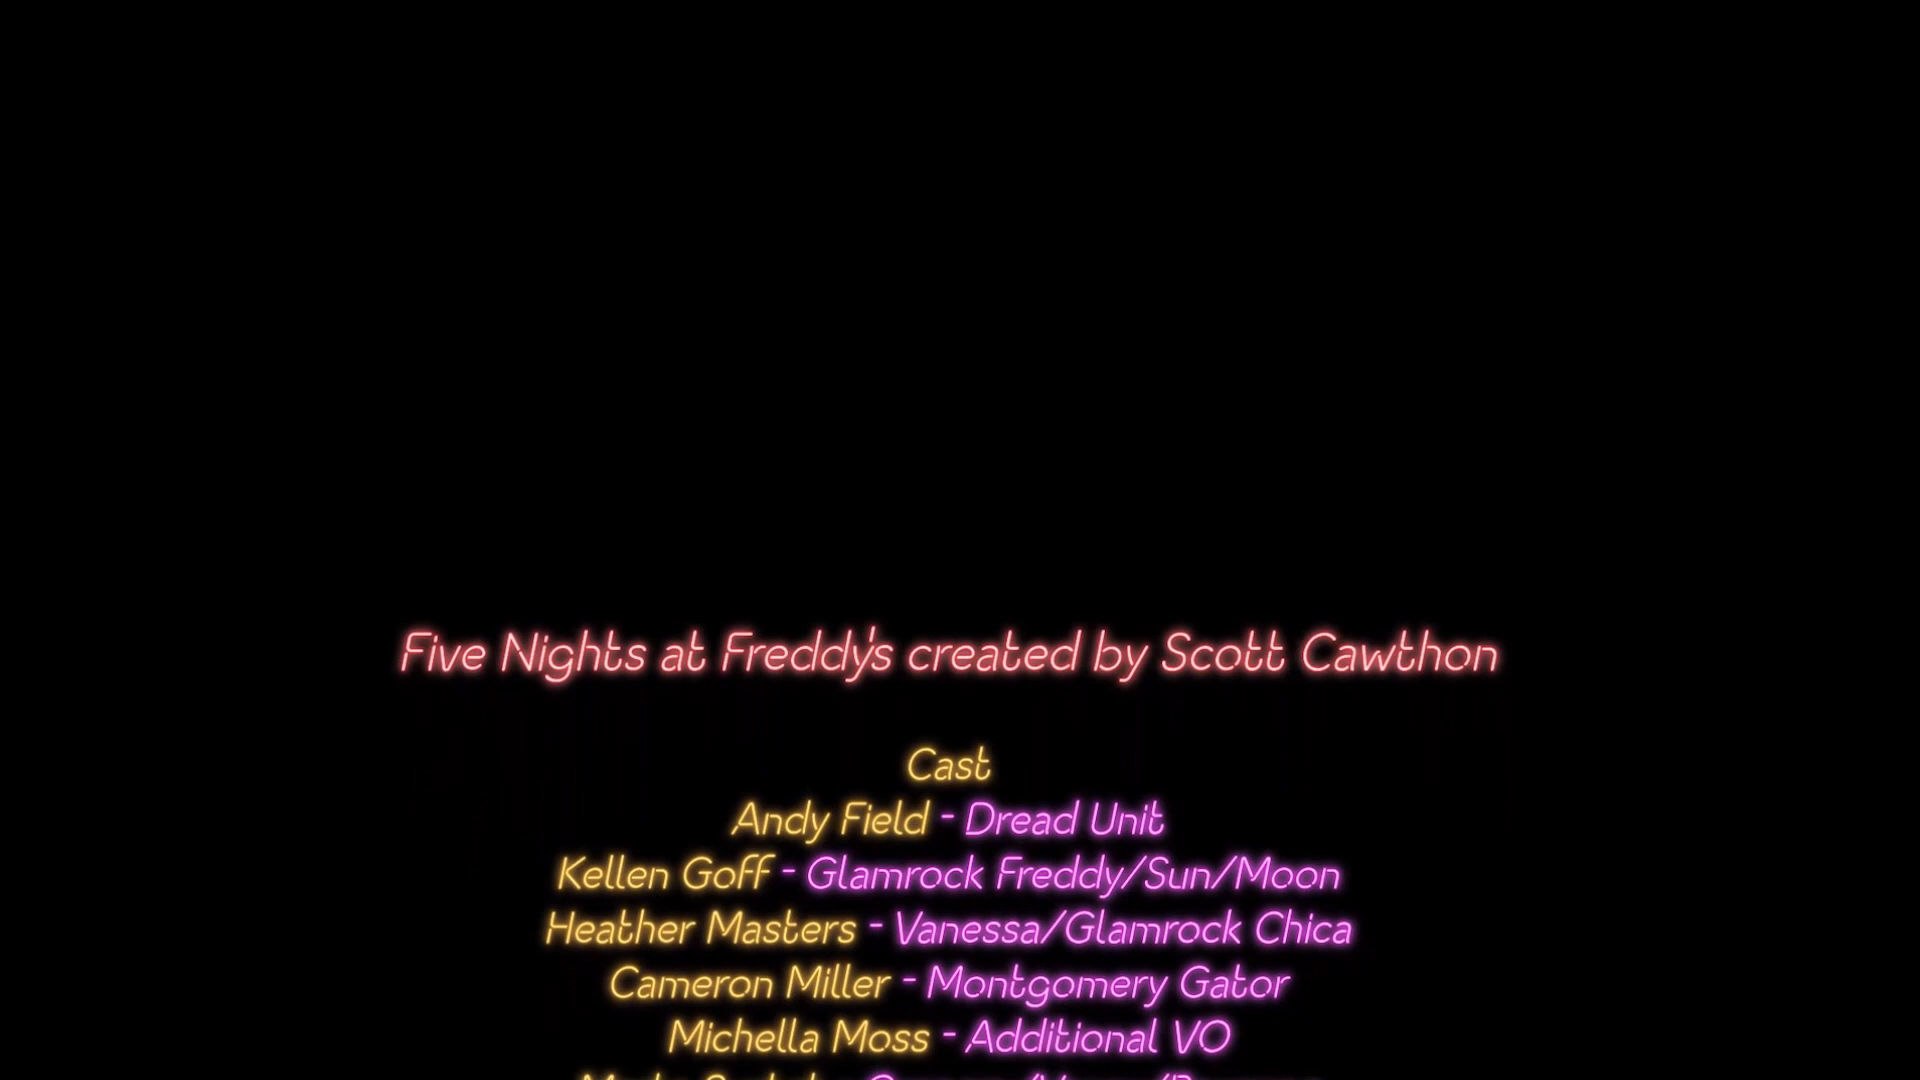 Five Nights at Freddy's created by Scott Cawthon
Cast
Andy Field - Dread Unit
Kellen Goff - Glamrock Freddy/Sun/Moon
Heather Masters - Vanessa/Glamrock Chica
Cameron Miller - Montgomery Gator
Michella Moss - Additional VO